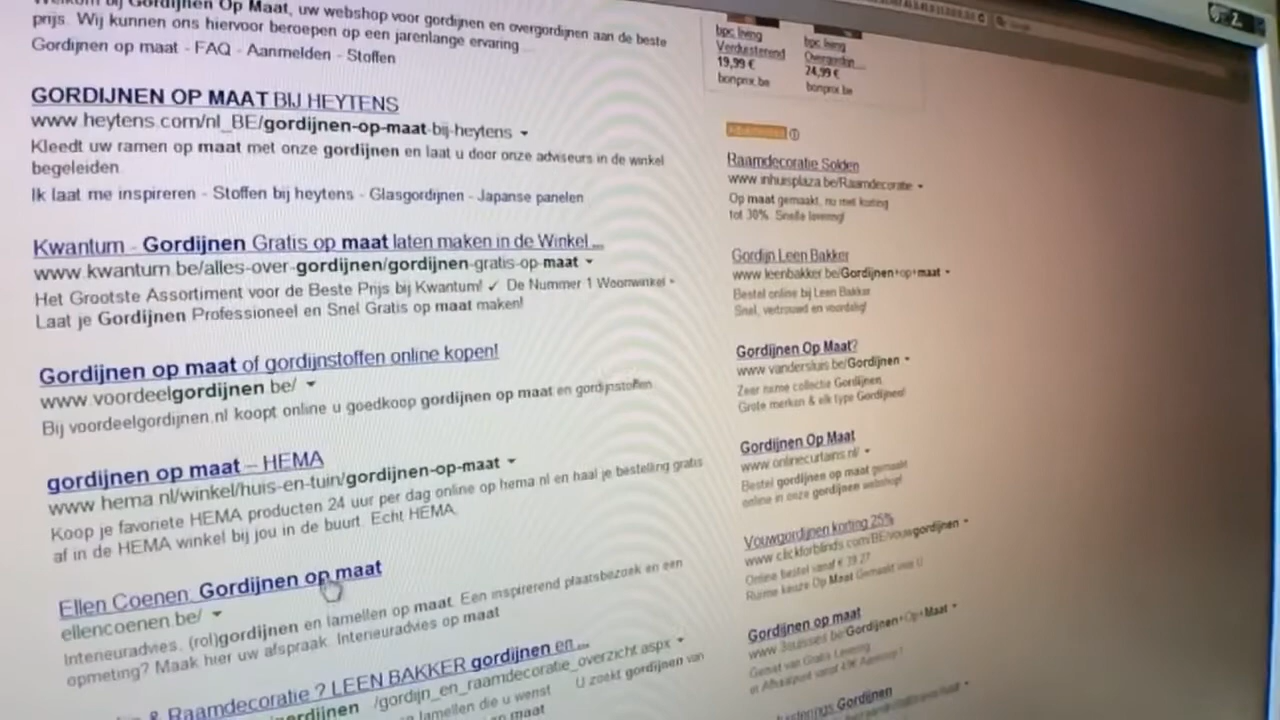 Welkom bij Gordijnen Op Maat, uw webshop voor gordijnen en overgordijnen aan de beste
prijs. Wij kunnen ons hiervoor beroepen op een jarenlange ervaring
Gordijnen op maat - FAQ - Aanmelden - Stoffen
GORDIJNEN OP MAAT BIJ HEYTENS
www.heytens.com/nl_BE/gordijnen-op-maat-bij-heytens
Kleedt uw ramen op maat met onze gordijnen en laat u door onze adviseurs in de winkel
begeleiden.
Ik laat me inspireren - Stoffen bij heytens - Glasgordijnen - Japanse panelen
Kwantum - Gordijnen Gratis op maat laten maken in de Winkel ...
www.kwantum.be/alles-over-gordijnen/gordijnen-gratis-op-maat
Het Grootste Assortiment voor de Beste Prijs bij Kwantum! ✓ De Nummer 1 Woonwinkel -
Laat je Gordijnen Professioneel en Snel Gratis op maat maken!
Gordijnen op maat of gordijnstoffen online kopen!
www.voordeelgordijnen.be/
Bij voordeelgordijnen.nl koopt online u goedkoop gordijnen op maat en gordijnstoffen.
gordijnen op maat – HEMA
www.hema.nl/winkel/huis-en-tuin/gordijnen-op-maat
Koop je favoriete HEMA producten 24 uur per dag online op hema.nl en haal je bestelling gratis
af in de HEMA winkel bij jou in de buurt. Echt HEMA.
Ellen Coenen, Gordijnen op maat
ellencoenen.be/
Interieuradvies, (rol)gordijnen en lamellen op maat. Een inspirerend plaatsbezoek en een
opmeting? Maak hier uw afspraak. Interieuradvies op maat
& Raamdecoratie ? LEEN BAKKER gordijnen en ...
/gordijn_en_raamdecoratie_overzicht.aspx
lamellen die u wenst U zoekt gordijnen van
en maat
bpc living
Verduisterend
19,99 €
bonprix.be
bpc living
24,99 €
bonprix.be
Raamdecoratie Solden
www.inhuisplaza.be/Raamdecoratie
Op maat gemaakt, nu met korting
tot 30%. Snelle levering!
Gordijn Leen Bakker
www.leenbakker.be/Gordijnen+op+maat
Bestel online bij Leen Bakker
Snel, vertrouwd en voordelig!
Gordijnen Op Maat?
www.vandersluis.be/Gordijnen
Zeer ruime collectie Gordijnen.
Grote merken & elk type Gordijnen!
Gordijnen Op Maat
www.onlinecurtains.nl/
Bestel gordijnen op maat gemaakt
online in onze gordijnen webshop!
Vouwgordijnen korting 25%
www.clickforblinds.com/BE/vouwgordijnen
Online bestel vanaf € 39.27
Ruime keuze Op Maat Gemaakt voor U
Gordijnen op maat
www.3suisses.be/Gordijnen+Op+Maat
Geniet van Gratis Levering
Gordijnen